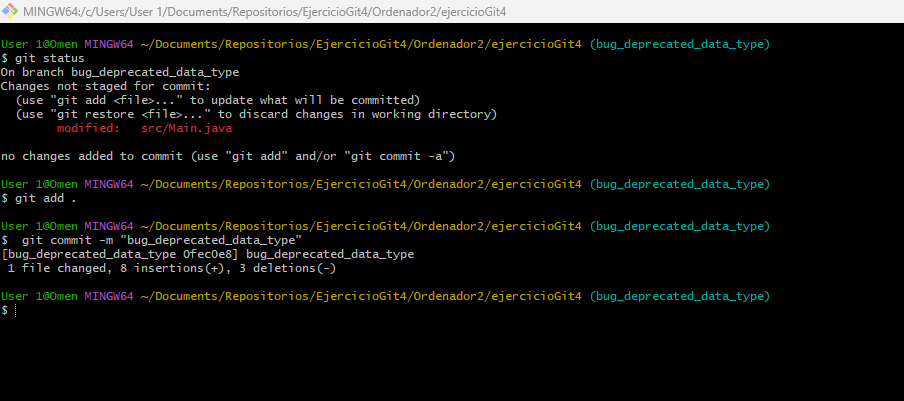 MINGW64:/c/Users/User 1/Documents/Repositorios/EjercicioGit4/Ordenador2/ejercicioGit4
User 1@Omen MINGW64 ~/Documents/Repositorios/EjercicioGit4/Ordenador2/ejercicioGit4 (bug_deprecated_data_type)
$ git status
On branch bug_deprecated_data_type
Changes not staged for commit:
  (use "git add <file>..." to update what will be committed)
  (use "git restore <file>..." to discard changes in working directory)
        modified:   src/Main.java
no changes added to commit (use "git add" and/or "git commit -a")
User 1@Omen MINGW64 ~/Documents/Repositorios/EjercicioGit4/Ordenador2/ejercicioGit4 (bug_deprecated_data_type)
$ git add .
User 1@Omen MINGW64 ~/Documents/Repositorios/EjercicioGit4/Ordenador2/ejercicioGit4 (bug_deprecated_data_type)
$  git commit -m "bug_deprecated_data_type"
[bug_deprecated_data_type 0fec0e8] bug_deprecated_data_type
 1 file changed, 8 insertions(+), 3 deletions(-)
User 1@Omen MINGW64 ~/Documents/Repositorios/EjercicioGit4/Ordenador2/ejercicioGit4 (bug_deprecated_data_type)
$